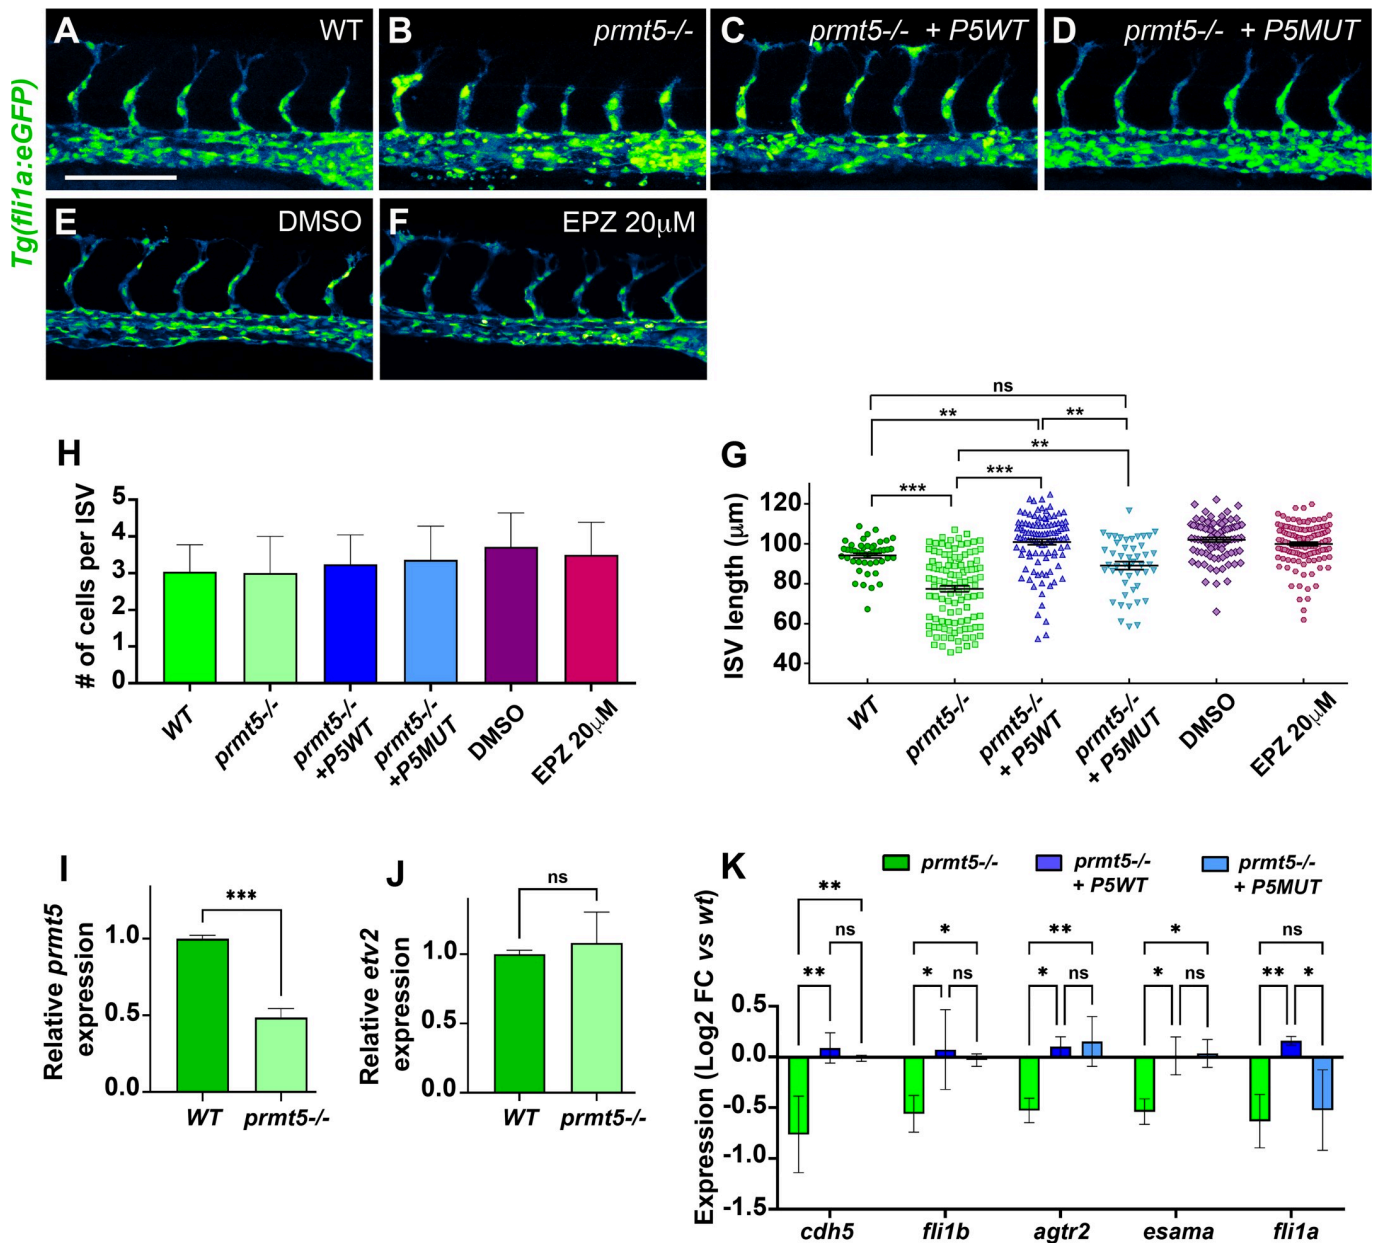 Tg(fli1a:eGFP)
A WT
B prmt5-/-
C prmt5-/- + P5WT
D prmt5-/- + P5MUT
E DMSO
F EPZ 20µM
H
# of cells per ISV
5
4
3
2
1
0
WT
prmt5-/-
prmt5-/-
+P5WT
prmt5-/-
+P5MUT
DMSO
EPZ 20µM
G
ns
** **
**
*** ***
ISV length (µm)
120
100
80
60
40
WT
prmt5-/-
prmt5-/-
+ P5WT
prmt5-/-
+ P5MUT
DMSO
EPZ 20µM
I
Relative prmt5
expression
***
1.0
0.5
0.0
WT prmt5-/-
J
Relative etv2
expression
ns
1.0
0.5
0.0
WT prmt5-/-
K
prmt5-/-
prmt5-/-
+ P5WT
prmt5-/-
+ P5MUT
Expression (Log2 FC vs wt)
** * ** * ns
ns
** * ns * ns * ns ** *
0.5
0.0
-0.5
-1.0
-1.5
cdh5 fli1b agtr2 esama fli1a